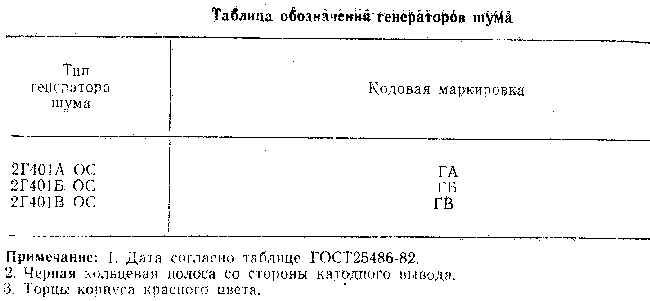 Таблица обозначений генераторов шума
Тип
генератора
шума
Кодовая маркировка
2Г401А ОС ГА
2Г401Б ОС ГБ
2Г401В ОС ГВ
Примечание: 1. Дата согласно таблице ГОСТ25486-82.
2. Черная кольцевая полоса со стороны катодного вывода.
3. Торцы корпуса красного цвета.